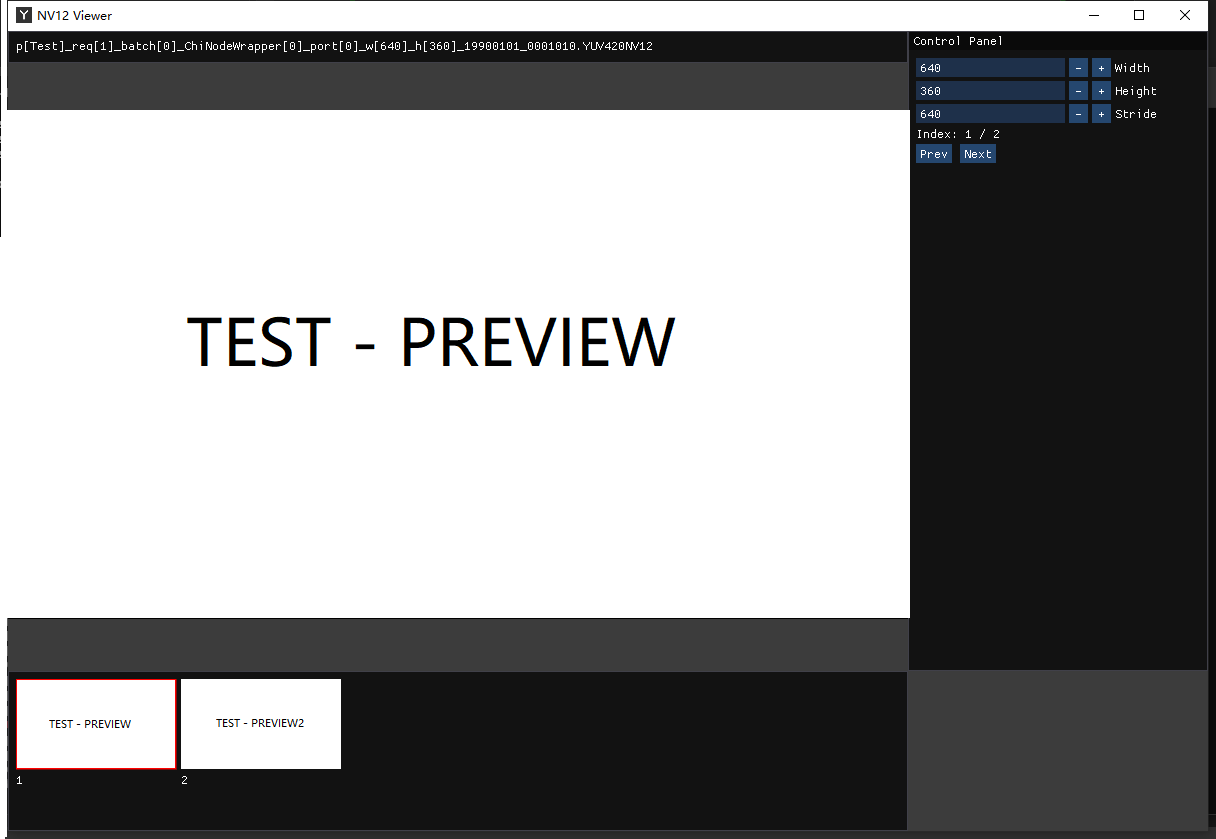 Y NV12 Viewer
p[Test]_req[1]_batch[0]_ChiNodeWrapper[0]_port[0]_w[640]_h[360]_19900101_0001010.YUV420NV12
Control Panel
640 - + Width
360 - + Height
640 - + Stride
Index: 1 / 2
Prev Next
TEST - PREVIEW
TEST - PREVIEW
TEST - PREVIEW2
1
2